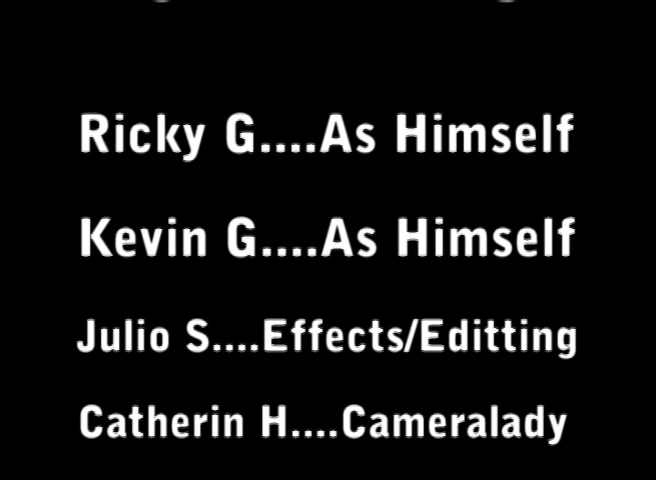 Ricky G....As Himself
Kevin G....As Himself
Julio S....Effects/Editting
Catherin H....Cameralady